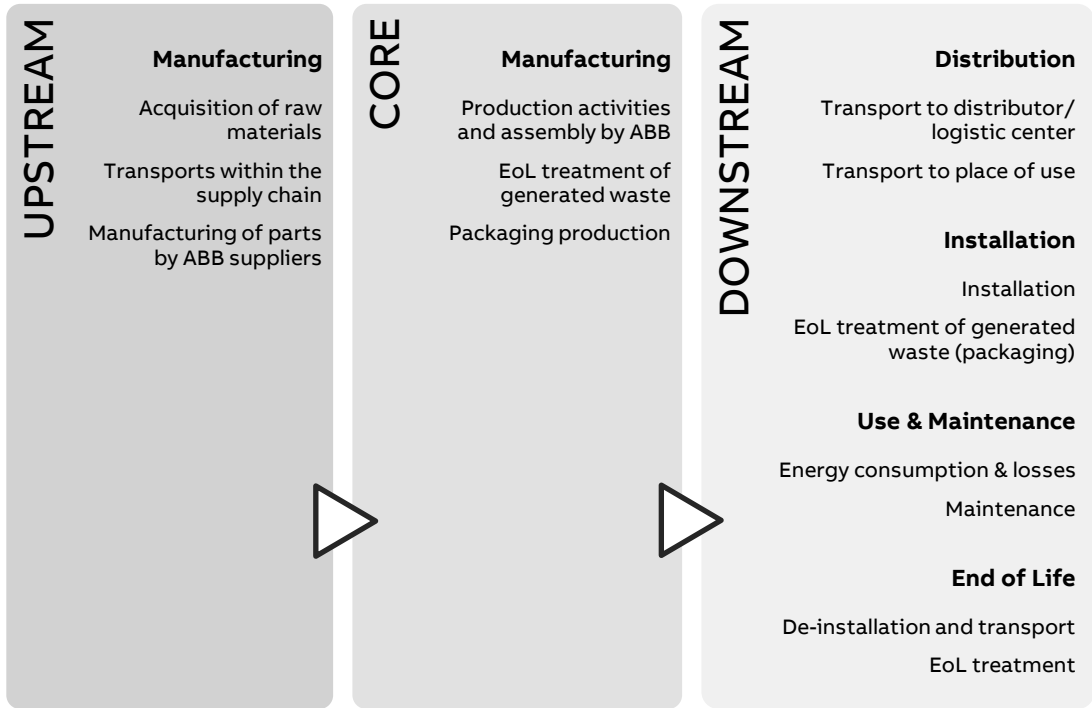 UPSTREAM
Manufacturing
Acquisition of raw
materials
Transports within the
supply chain
Manufacturing of parts
by ABB suppliers
CORE
Manufacturing
Production activities
and assembly by ABB
EoL treatment of
generated waste
Packaging production
DOWNSTREAM
Distribution
Transport to distributor/
logistic center
Transport to place of use
Installation
Installation
EoL treatment of generated
waste (packaging)
Use & Maintenance
Energy consumption & losses
Maintenance
End of Life
De-installation and transport
EoL treatment